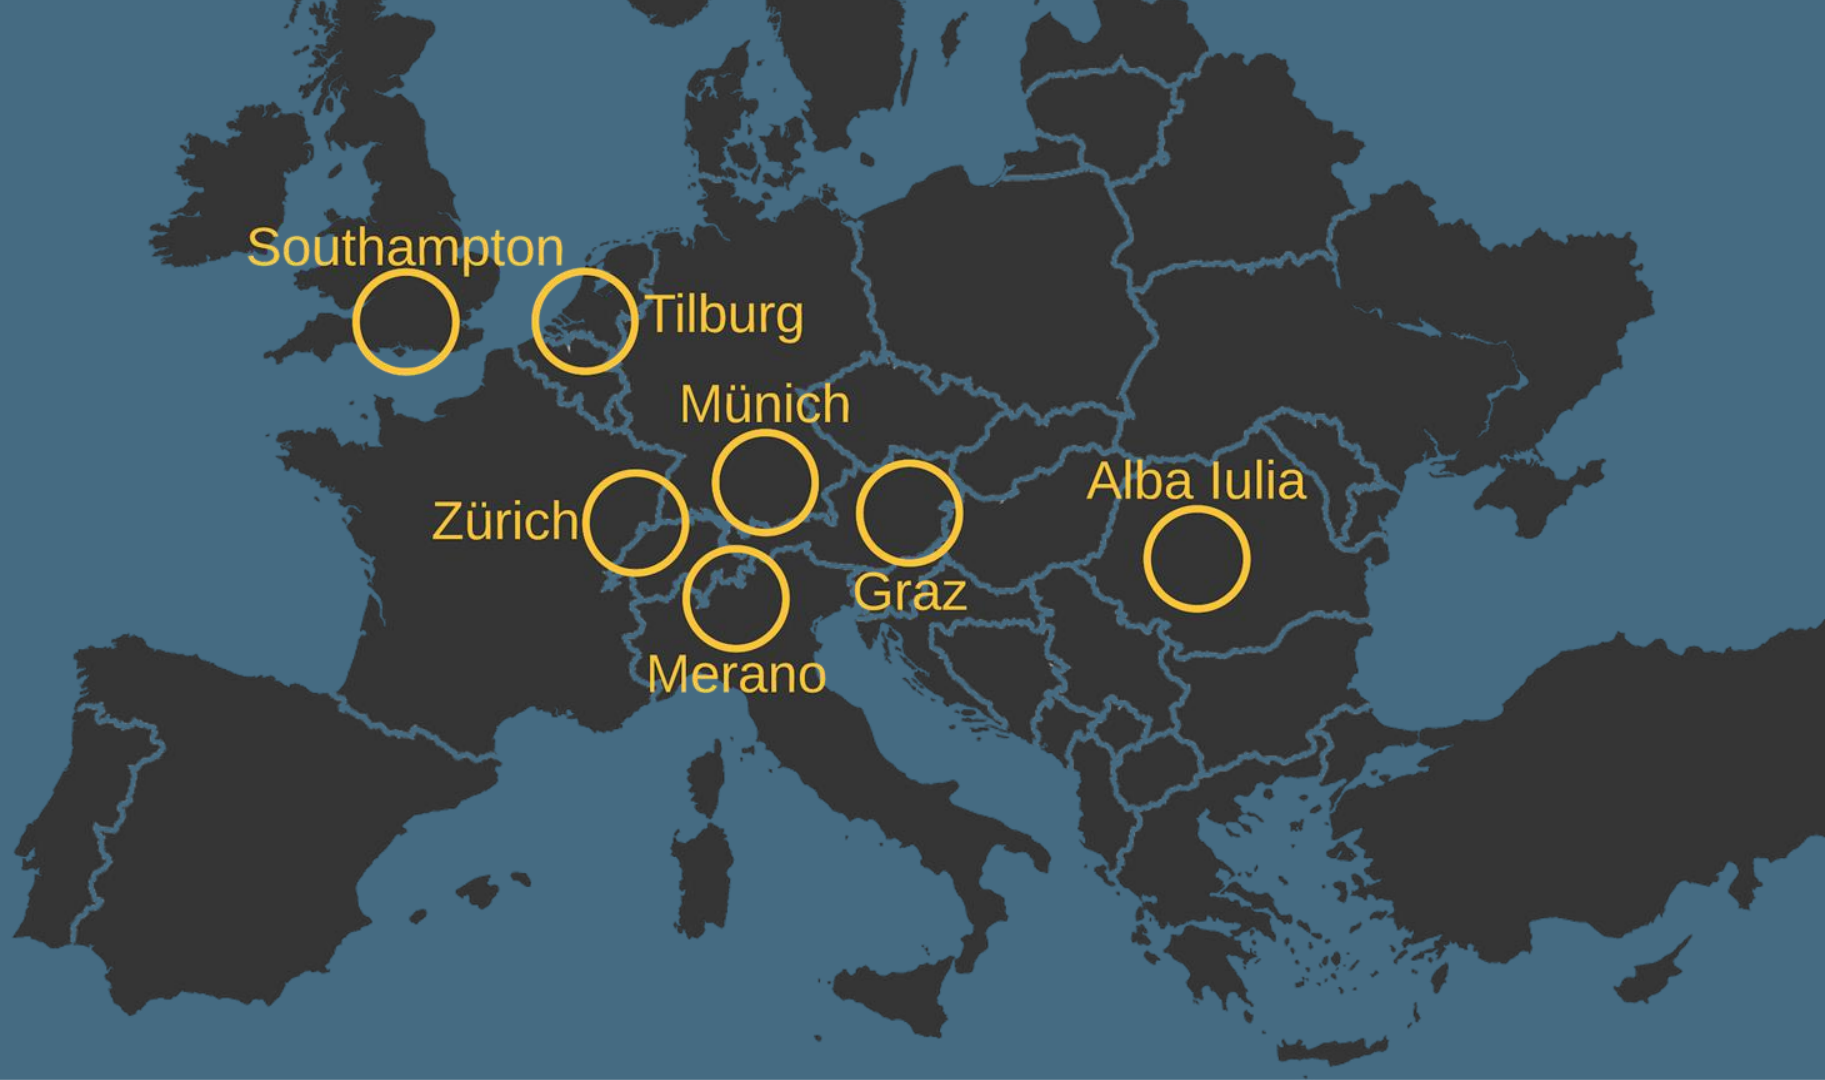 Southampton
Tilburg
Münich
Alba Iulia
Zürich
Graz
Merano